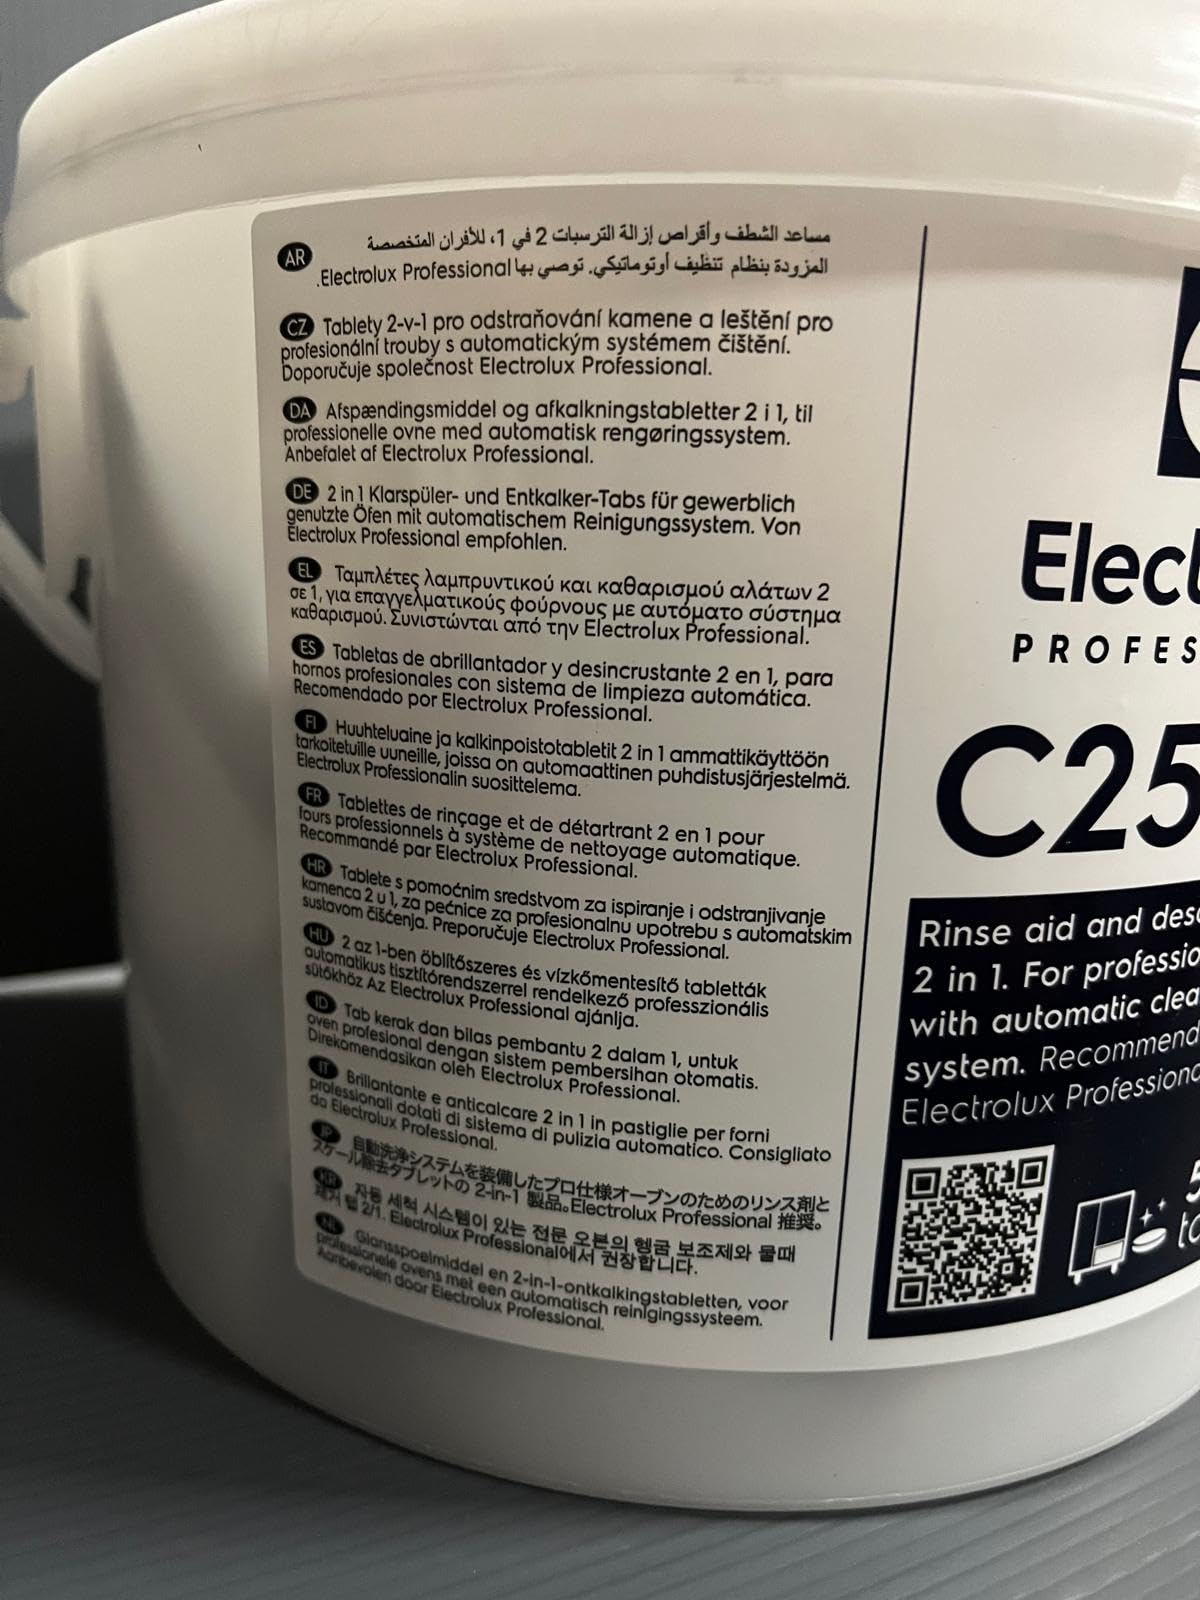 AR مساعد الشطف وأقراص إزالة الترسبات 2 في 1، للأفران المتخصصة
المزودة بنظام تنظيف أوتوماتيكي. توصي بها Electrolux Professional.
CZ Tablety 2-v-1 pro odstraňování kamene a leštění pro
profesionální trouby s automatickým systémem čištění.
Doporučuje společnost Electrolux Professional.
DA Afspændingsmiddel og afkalkningstabletter 2 i 1, til
professionelle ovne med automatisk rengøringssystem.
Anbefalet af Electrolux Professional.
DE 2 in 1 Klarspüler- und Entkalker-Tabs für gewerblich
genutzte Öfen mit automatischem Reinigungssystem. Von
Electrolux Professional empfohlen.
EL Ταμπλέτες λαμπρυντικού και καθαρισμού αλάτων 2
σε 1, για επαγγελματικούς φούρνους με αυτόματο σύστημα
καθαρισμού. Συνιστώνται από την Electrolux Professional.
ES Tabletas de abrillantador y desincrustante 2 en 1, para
hornos profesionales con sistema de limpieza automática.
Recomendado por Electrolux Professional.
FI Huuhteluaine ja kalkinpoistotabletit 2 in 1 ammattikäyttöön
tarkoitetuille uuneille, joissa on automaattinen puhdistusjärjestelmä.
Electrolux Professionalin suosittelema.
FR Tablettes de rinçage et de détartrant 2 en 1 pour
fours professionnels à système de nettoyage automatique.
Recommandé par Electrolux Professional.
HR Tablete s pomoćnim sredstvom za ispiranje i odstranjivanje
kamenca 2 u 1, za pećnice za profesionalnu upotrebu s automatskim
sustavom čišćenja. Preporučuje Electrolux Professional.
HU 2 az 1-ben öblítőszeres és vízkőmentesítő tabletták
automatikus tisztítórendszerrel rendelkező professzionális
sütőkhöz Az Electrolux Professional ajánlja.
ID Tab kerak dan bilas pembantu 2 dalam 1, untuk
oven profesional dengan sistem pembersihan otomatis.
Direkomendasikan oleh Electrolux Professional.
IT Brillantante e anticalcare 2 in 1 in pastiglie per forni
professionali dotati di sistema di pulizia automatico. Consigliato
da Electrolux Professional.
JP 自動洗浄システムを装備したプロ仕様オーブンのためのリンス剤と
スケール除去タブレットの 2-in-1 製品。Electrolux Professional 推奨。
KR 자동 세척 시스템이 있는 전문 오븐의 헹굼 보조제와 물때
제거 탭 2/1. Electrolux Professional에서 권장합니다.
NE Glansspoelmiddel en 2-in-1-ontkalkingstabletten, voor
professionele ovens met een automatisch reinigingssysteem.
Aanbevolen door Electrolux Professional.
Elect
PROFES
C25
Rinse aid and desc
2 in 1. For professio
with automatic clea
system. Recommend
Electrolux Professiona
5
ta